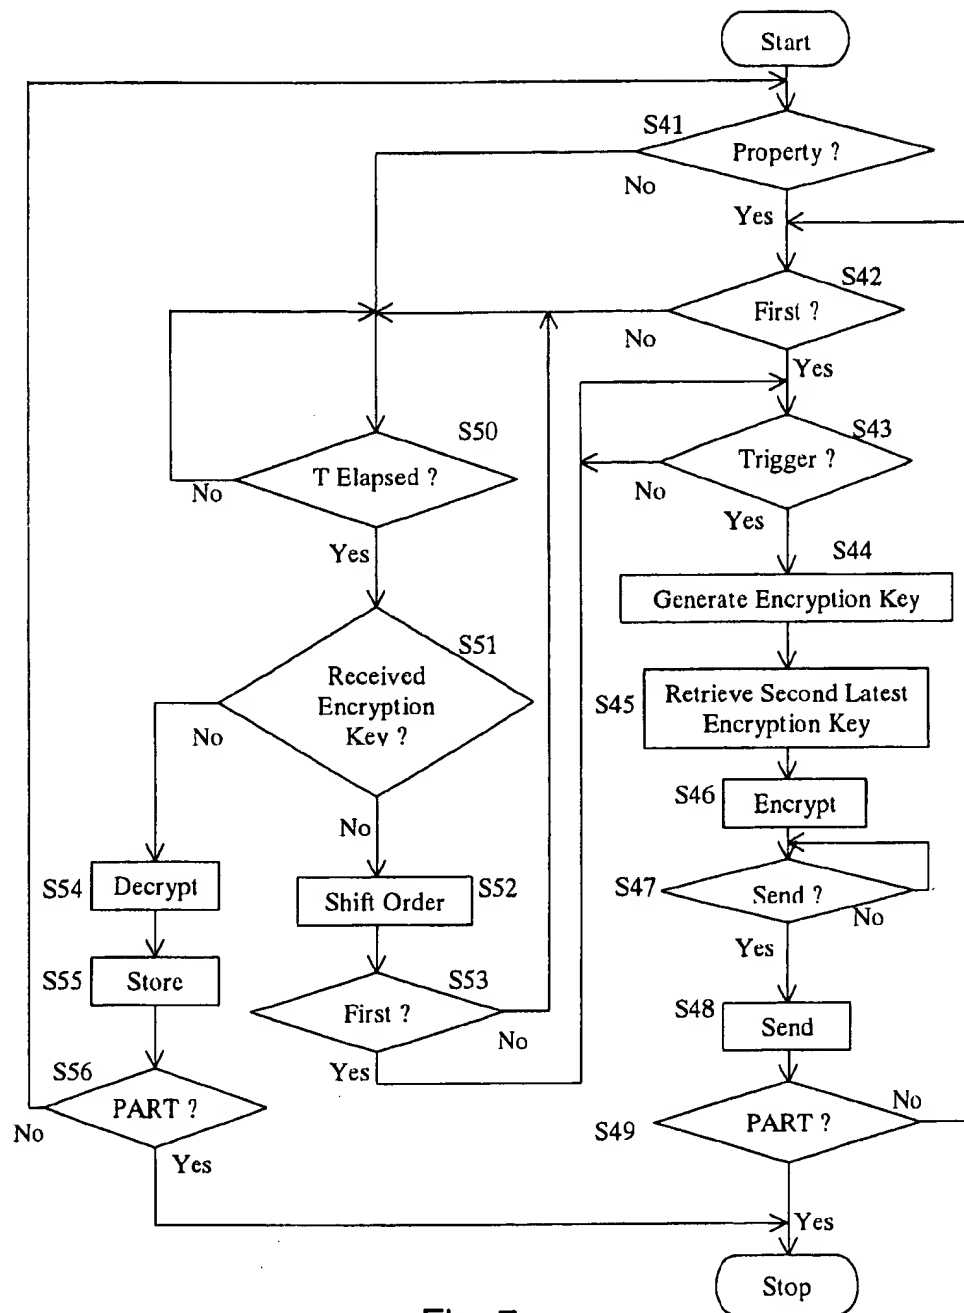 Start
S41
Property ?
No
Yes
S42
First ?
No
Yes
S43
Trigger ?
No
Yes
S50
T Elapsed ?
No
Yes
S44
Generate Encryption Key
S51
Received
Encryption
Key ?
No
No
S45
Retrieve Second Latest
Encryption Key
S46
Encrypt
S47
Send ?
No
Yes
S54
Decrypt
S52
Shift Order
S55
Store
S53
First ?
No
Yes
S48
Send
S56
PART ?
No
Yes
S49
PART ?
No
Yes
Stop